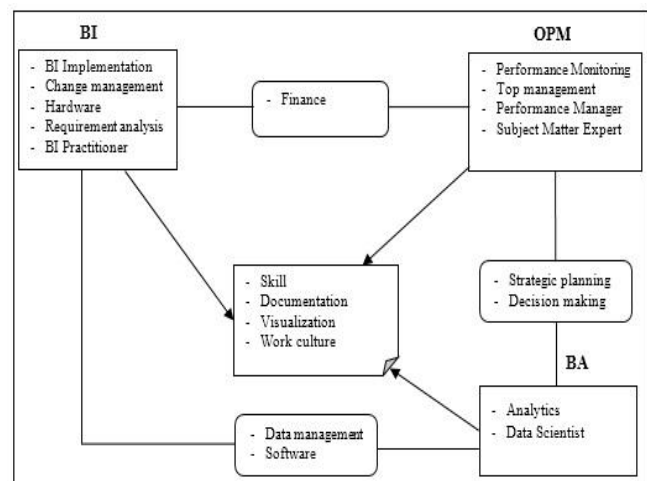 BI
- BI Implementation
- Change management
- Hardware
- Requirement analysis
- BI Practitioner
- Finance
OPM
- Performance Monitoring
- Top management
- Performance Manager
- Subject Matter Expert
- Skill
- Documentation
- Visualization
- Work culture
- Strategic planning
- Decision making
BA
- Analytics
- Data Scientist
- Data management
- Software